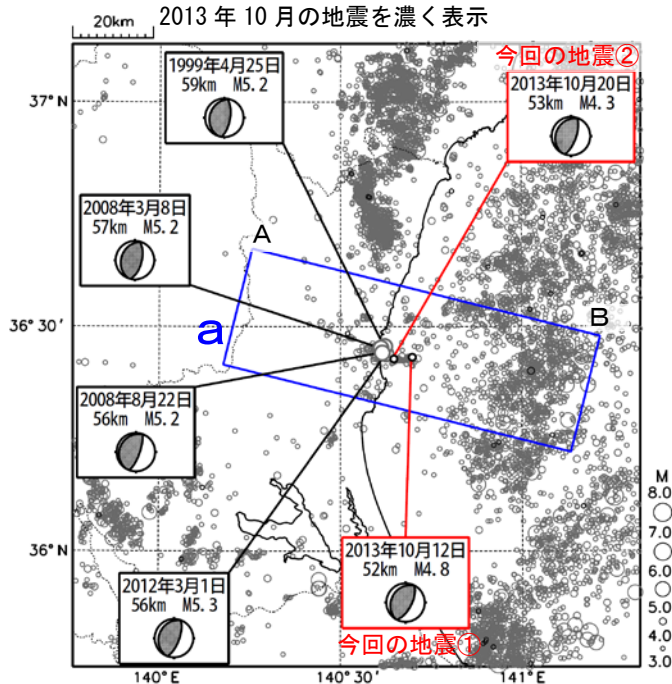 2013 年 10 月の地震を濃く表示
20km
今回の地震②
1999年4月25日
59km M5.2
2013年10月20日
53km M4.3
37°N
2008年3月8日
57km M5.2
A
36°30′
a
B
2008年8月22日
56km M5.2
M
8.0
7.0
6.0
5.0
4.0
3.0
36°N
2013年10月12日
52km M4.8
2012年3月1日
56km M5.3
今回の地震①
140°E
140°30′
141°E